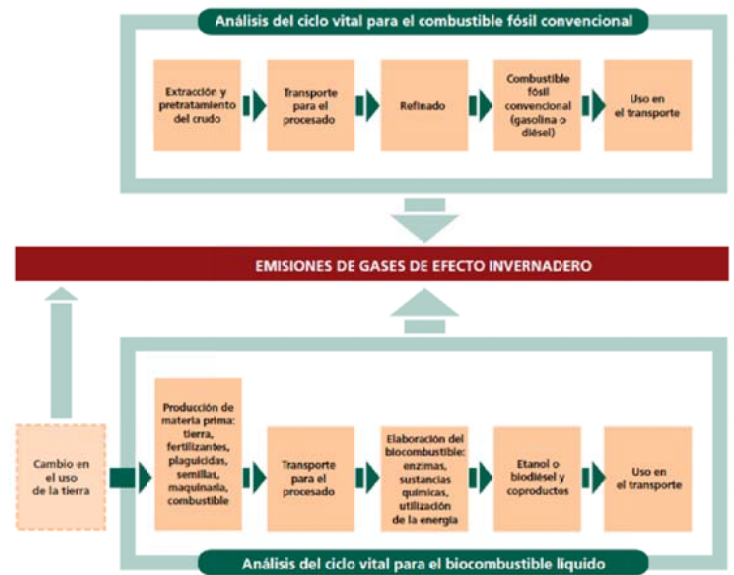 Análisis del ciclo vital para el combustible fósil convencional
Extracción y
pretratamiento
del crudo
Transporte
para el
procesado
Refinado
Combustible
fósil
convencional
(gasolina o
diésel)
Uso en
el transporte
EMISIONES DE GASES DE EFECTO INVERNADERO
Cambio en
el uso
de la tierra
Producción de
materia prima:
tierra,
fertilizantes,
plaguicidas,
semillas,
maquinaria,
combustible
Transporte
para el
procesado
Elaboración del
biocombustible:
enzimas,
sustancias
químicas,
utilización
de la energía
Etanol o
biodiésel y
coproductos
Uso en
el transporte
Análisis del ciclo vital para el biocombustible líquido